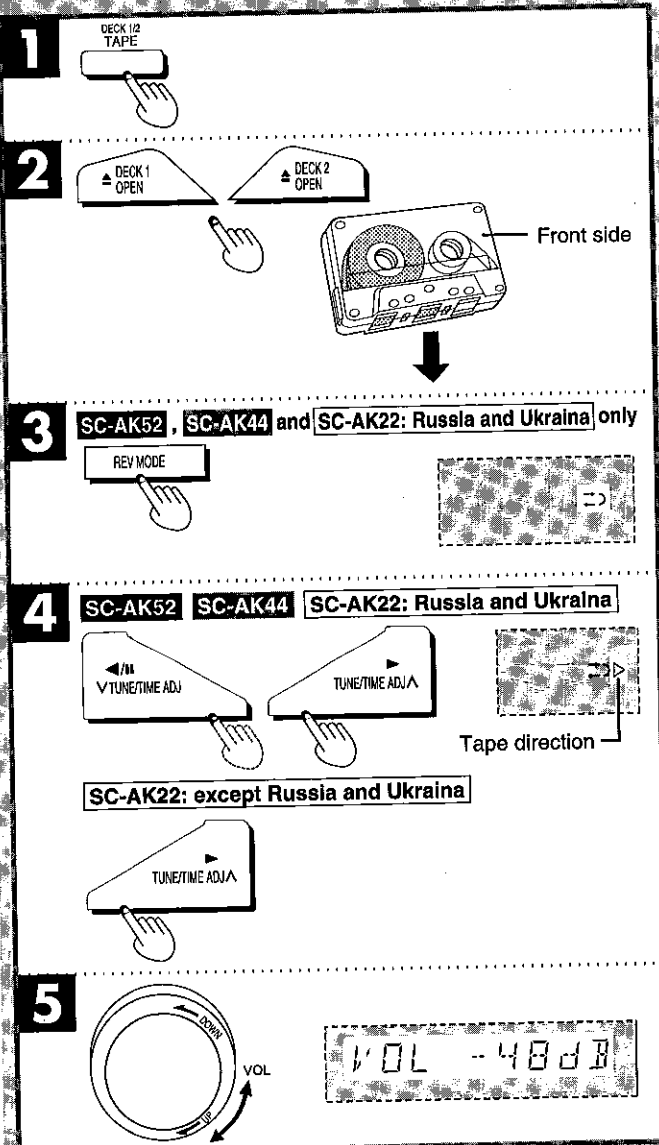 1
DECK 1/2
TAPE
2
≜ DECK 1
OPEN
≜ DECK 2
OPEN
Front side
3
SC-AK52 , SC-AK44 and SC-AK22: Russia and Ukraina only
REV MODE
4
SC-AK52 SC-AK44 SC-AK22: Russia and Ukraina
◀/II
∨ TUNE/TIME ADJ
▶
TUNE/TIME ADJ ∧
Tape direction
SC-AK22: except Russia and Ukraina
▶
TUNE/TIME ADJ ∧
5
DOWN
VOL
UP
VOL -48dB